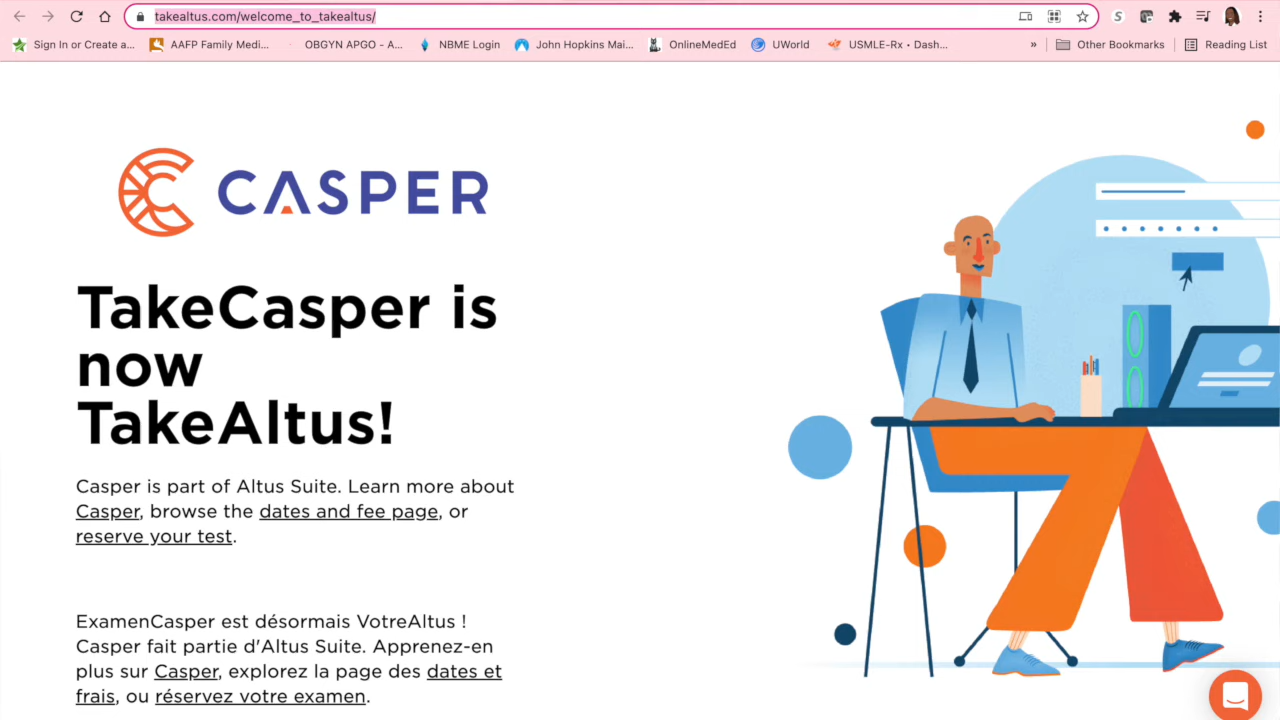 takealtus.com/welcome_to_takealtus/
Sign In or Create a... AAFP Family Medi... OBGYN APGO - A... NBME Login John Hopkins Mai... OnlineMedEd UWorld USMLE-Rx • Dash... » Other Bookmarks Reading List
CASPER
TakeCasper is
now
TakeAltus!
Casper is part of Altus Suite. Learn more about
Casper, browse the dates and fee page, or
reserve your test.
ExamenCasper est désormais VotreAltus !
Casper fait partie d'Altus Suite. Apprenez-en
plus sur Casper, explorez la page des dates et
frais, ou réservez votre examen.